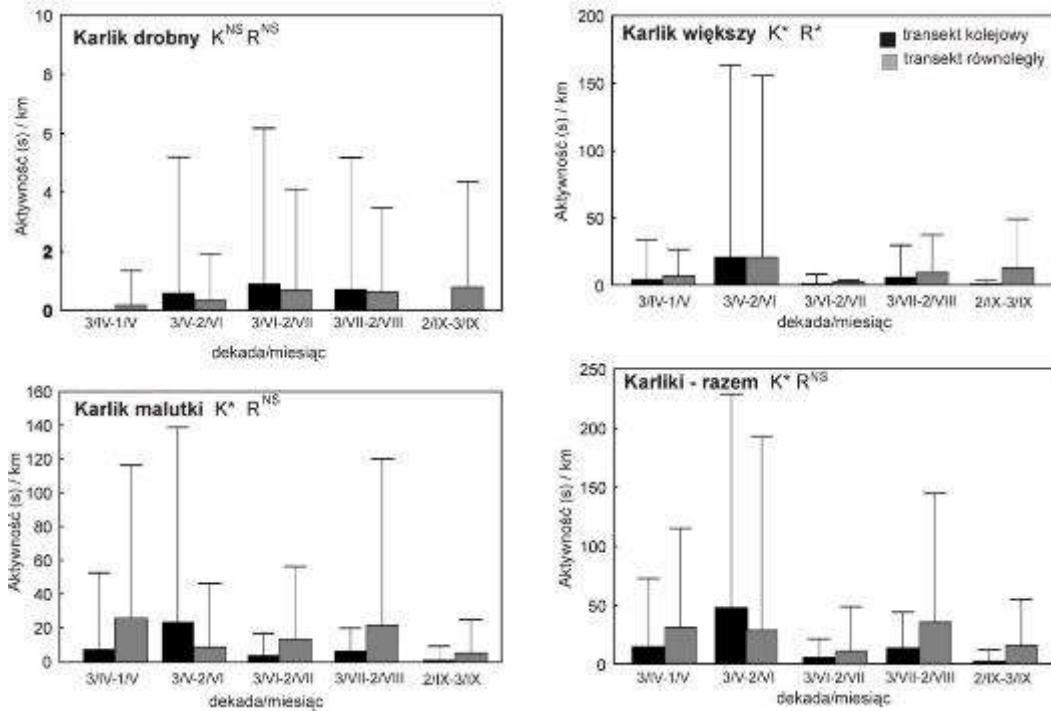 Karlik drobny K^NS R^NS
Aktywność (s) / km
10
8
6
4
2
0
3/IV-1/V 3/V-2/VI 3/VI-2/VII 3/VII-2/VIII 2/IX-3/IX
dekada/miesiąc
Karlik większy K* R*
transekt kolejowy
transekt równoległy
Aktywność (s) / km
200
150
100
50
0
3/IV-1/V 3/V-2/VI 3/VI-2/VII 3/VII-2/VIII 2/IX-3/IX
dekada/miesiąc
Karlik malutki K* R^NS
Aktywność (s) / km
160
140
120
100
80
60
40
20
0
3/IV-1/V 3/V-2/VI 3/VI-2/VII 3/VII-2/VIII 2/IX-3/IX
dekada/miesiąc
Karliki - razem K* R^NS
Aktywność (s) / km
250
200
150
100
50
0
3/IV-1/V 3/V-2/VI 3/VI-2/VII 3/VII-2/VIII 2/IX-3/IX
dekada/miesiąc